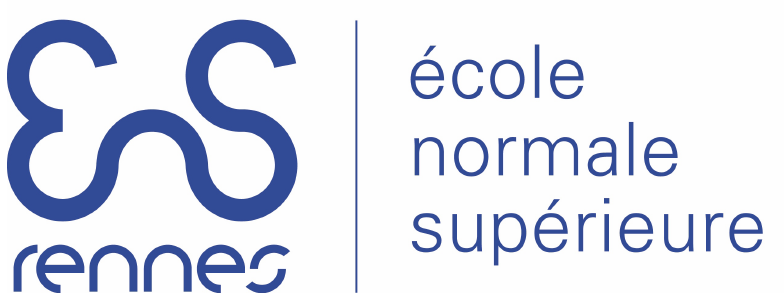 ENS
rennes
école
normale
supérieure